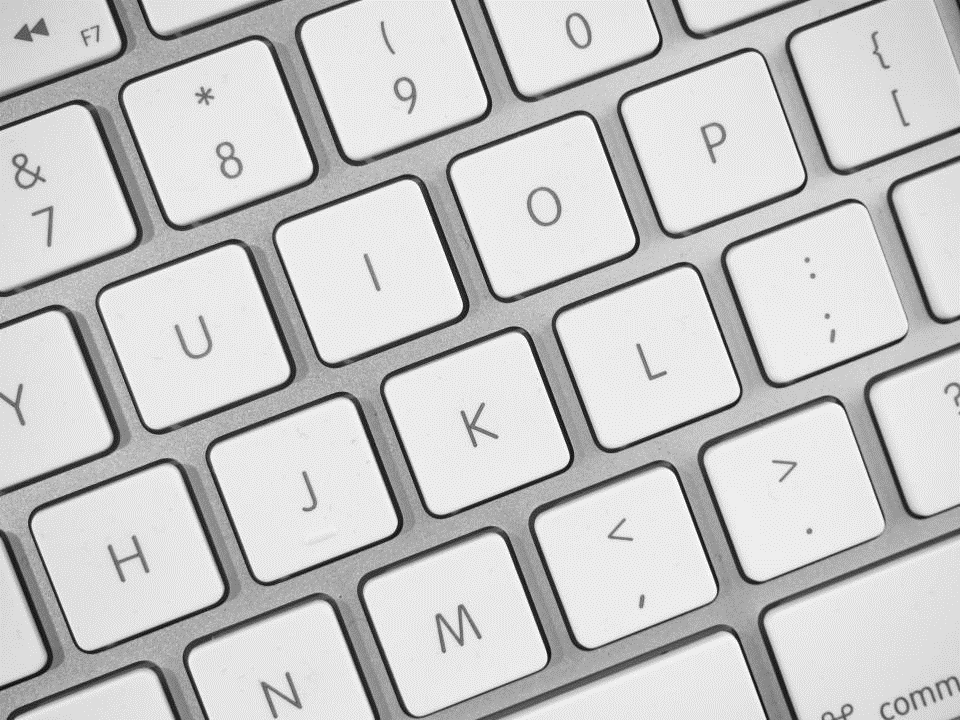 F7
& 7
* 8
( 9
0
Y
U
I
O
P
{ [
H
J
K
L
: ;
N
M
< ,
> .
?
⌘ comm